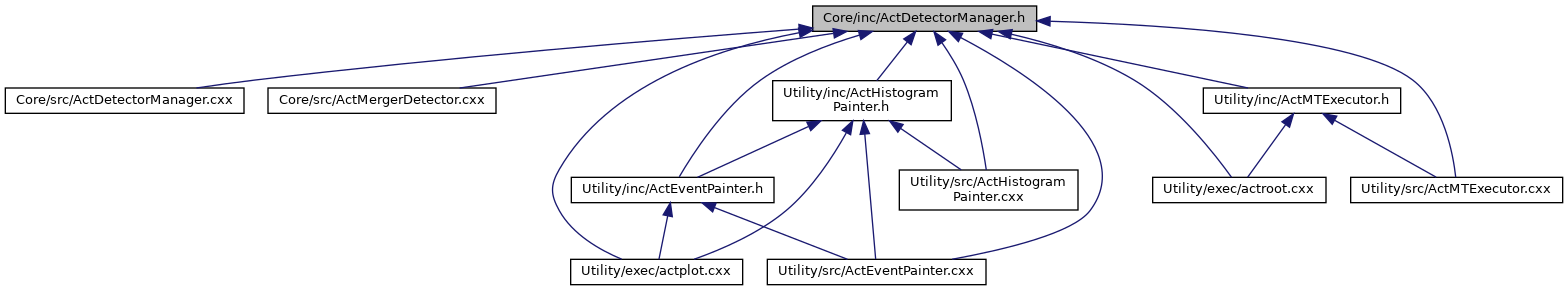 Core/inc/ActDetectorManager.h
Core/src/ActDetectorManager.cxx
Core/src/ActMergerDetector.cxx
Utility/inc/ActHistogram
Painter.h
Utility/inc/ActMTExecutor.h
Utility/inc/ActEventPainter.h
Utility/src/ActHistogram
Painter.cxx
Utility/exec/actroot.cxx
Utility/src/ActMTExecutor.cxx
Utility/exec/actplot.cxx
Utility/src/ActEventPainter.cxx